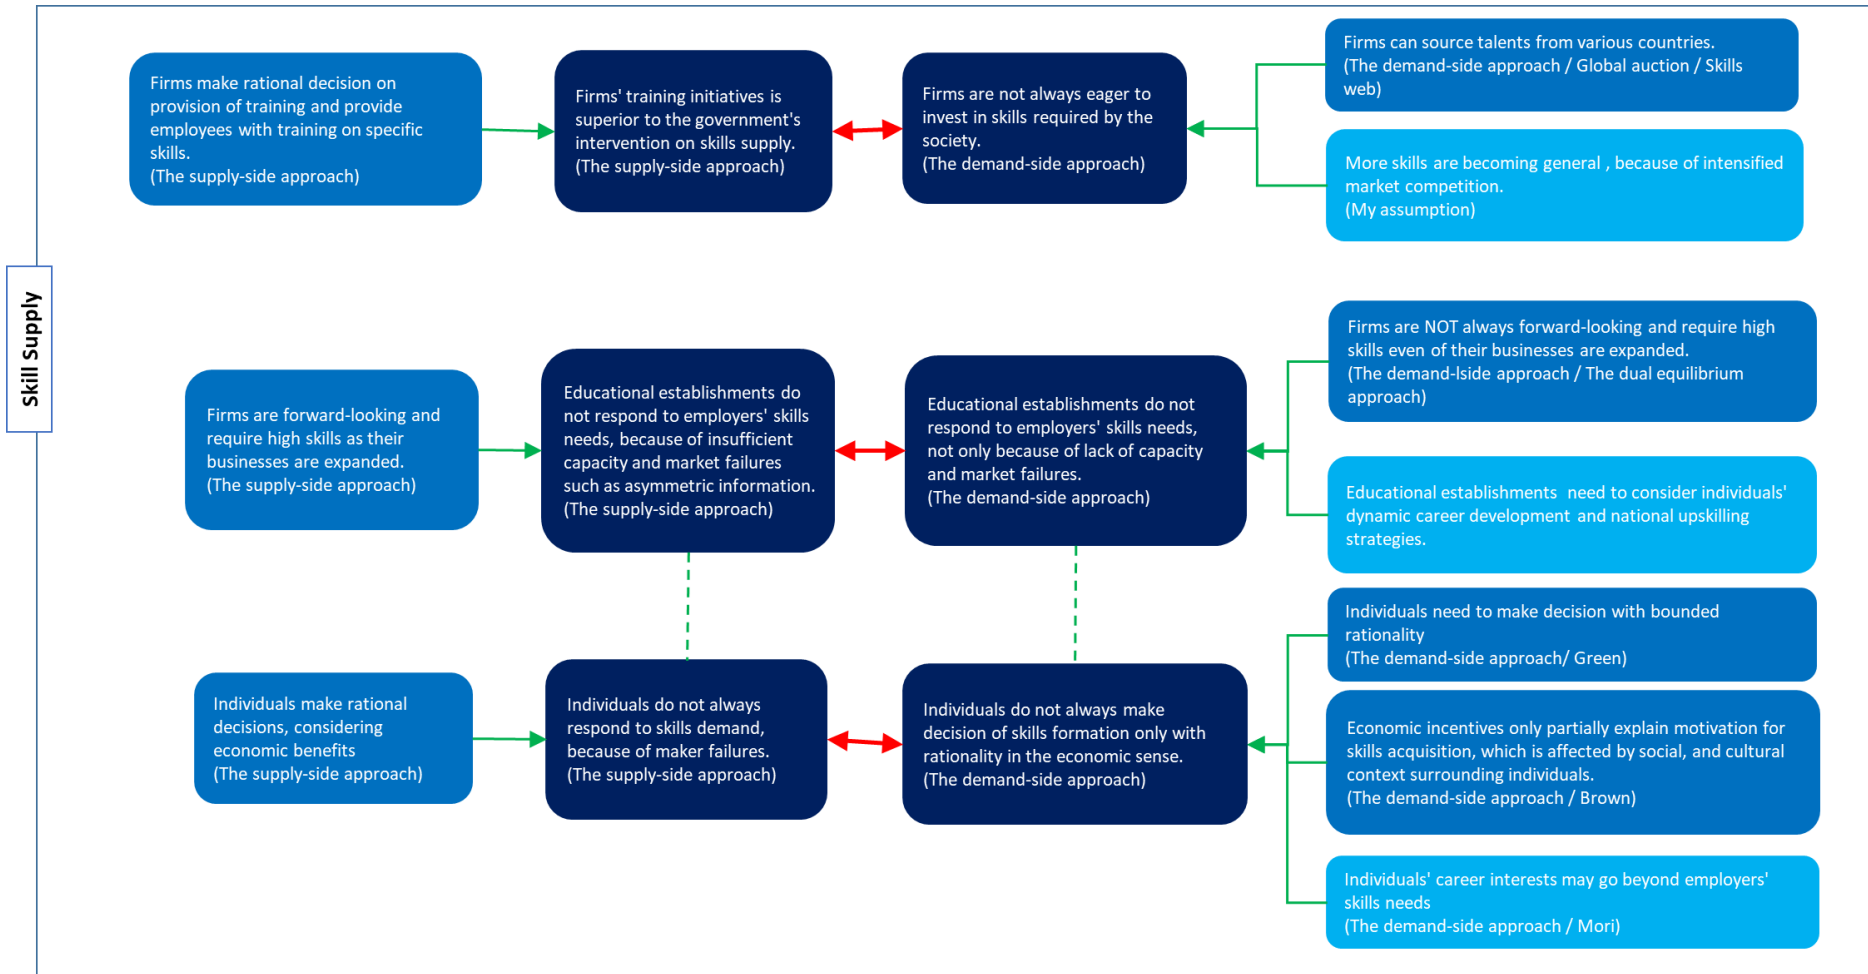 Skill Supply
Firms make rational decision on
provision of training and provide
employees with training on specific
skills.
(The supply-side approach)
Firms' training initiatives is
superior to the government's
intervention on skills supply.
(The supply-side approach)
Firms are not always eager to
invest in skills required by the
society.
(The demand-side approach)
Firms can source talents from various countries.
(The demand-side approach / Global auction / Skills
web)
More skills are becoming general , because of intensified
market competition.
(My assumption)
Firms are forward-looking and
require high skills as their
businesses are expanded.
(The supply-side approach)
Educational establishments do
not respond to employers' skills
needs, because of insufficient
capacity and market failures
such as asymmetric information.
(The supply-side approach)
Educational establishments do not
respond to employers' skills needs,
not only because of lack of capacity
and market failures.
(The demand-side approach)
Firms are NOT always forward-looking and require high
skills even of their businesses are expanded.
(The demand-lside approach / The dual equilibrium
approach)
Educational establishments  need to consider individuals'
dynamic career development and national upskilling
strategies.
Individuals make rational
decisions, considering
economic benefits
(The supply-side approach)
Individuals do not always
respond to skills demand,
because of maker failures.
(The supply-side approach)
Individuals do not always make
decision of skills formation only with
rationality in the economic sense.
(The demand-side approach)
Individuals need to make decision with bounded
rationality
(The demand-side approach/ Green)
Economic incentives only partially explain motivation for
skills acquisition, which is affected by social, and cultural
context surrounding individuals.
(The demand-side approach / Brown)
Individuals' career interests may go beyond employers'
skills needs
(The demand-side approach / Mori)